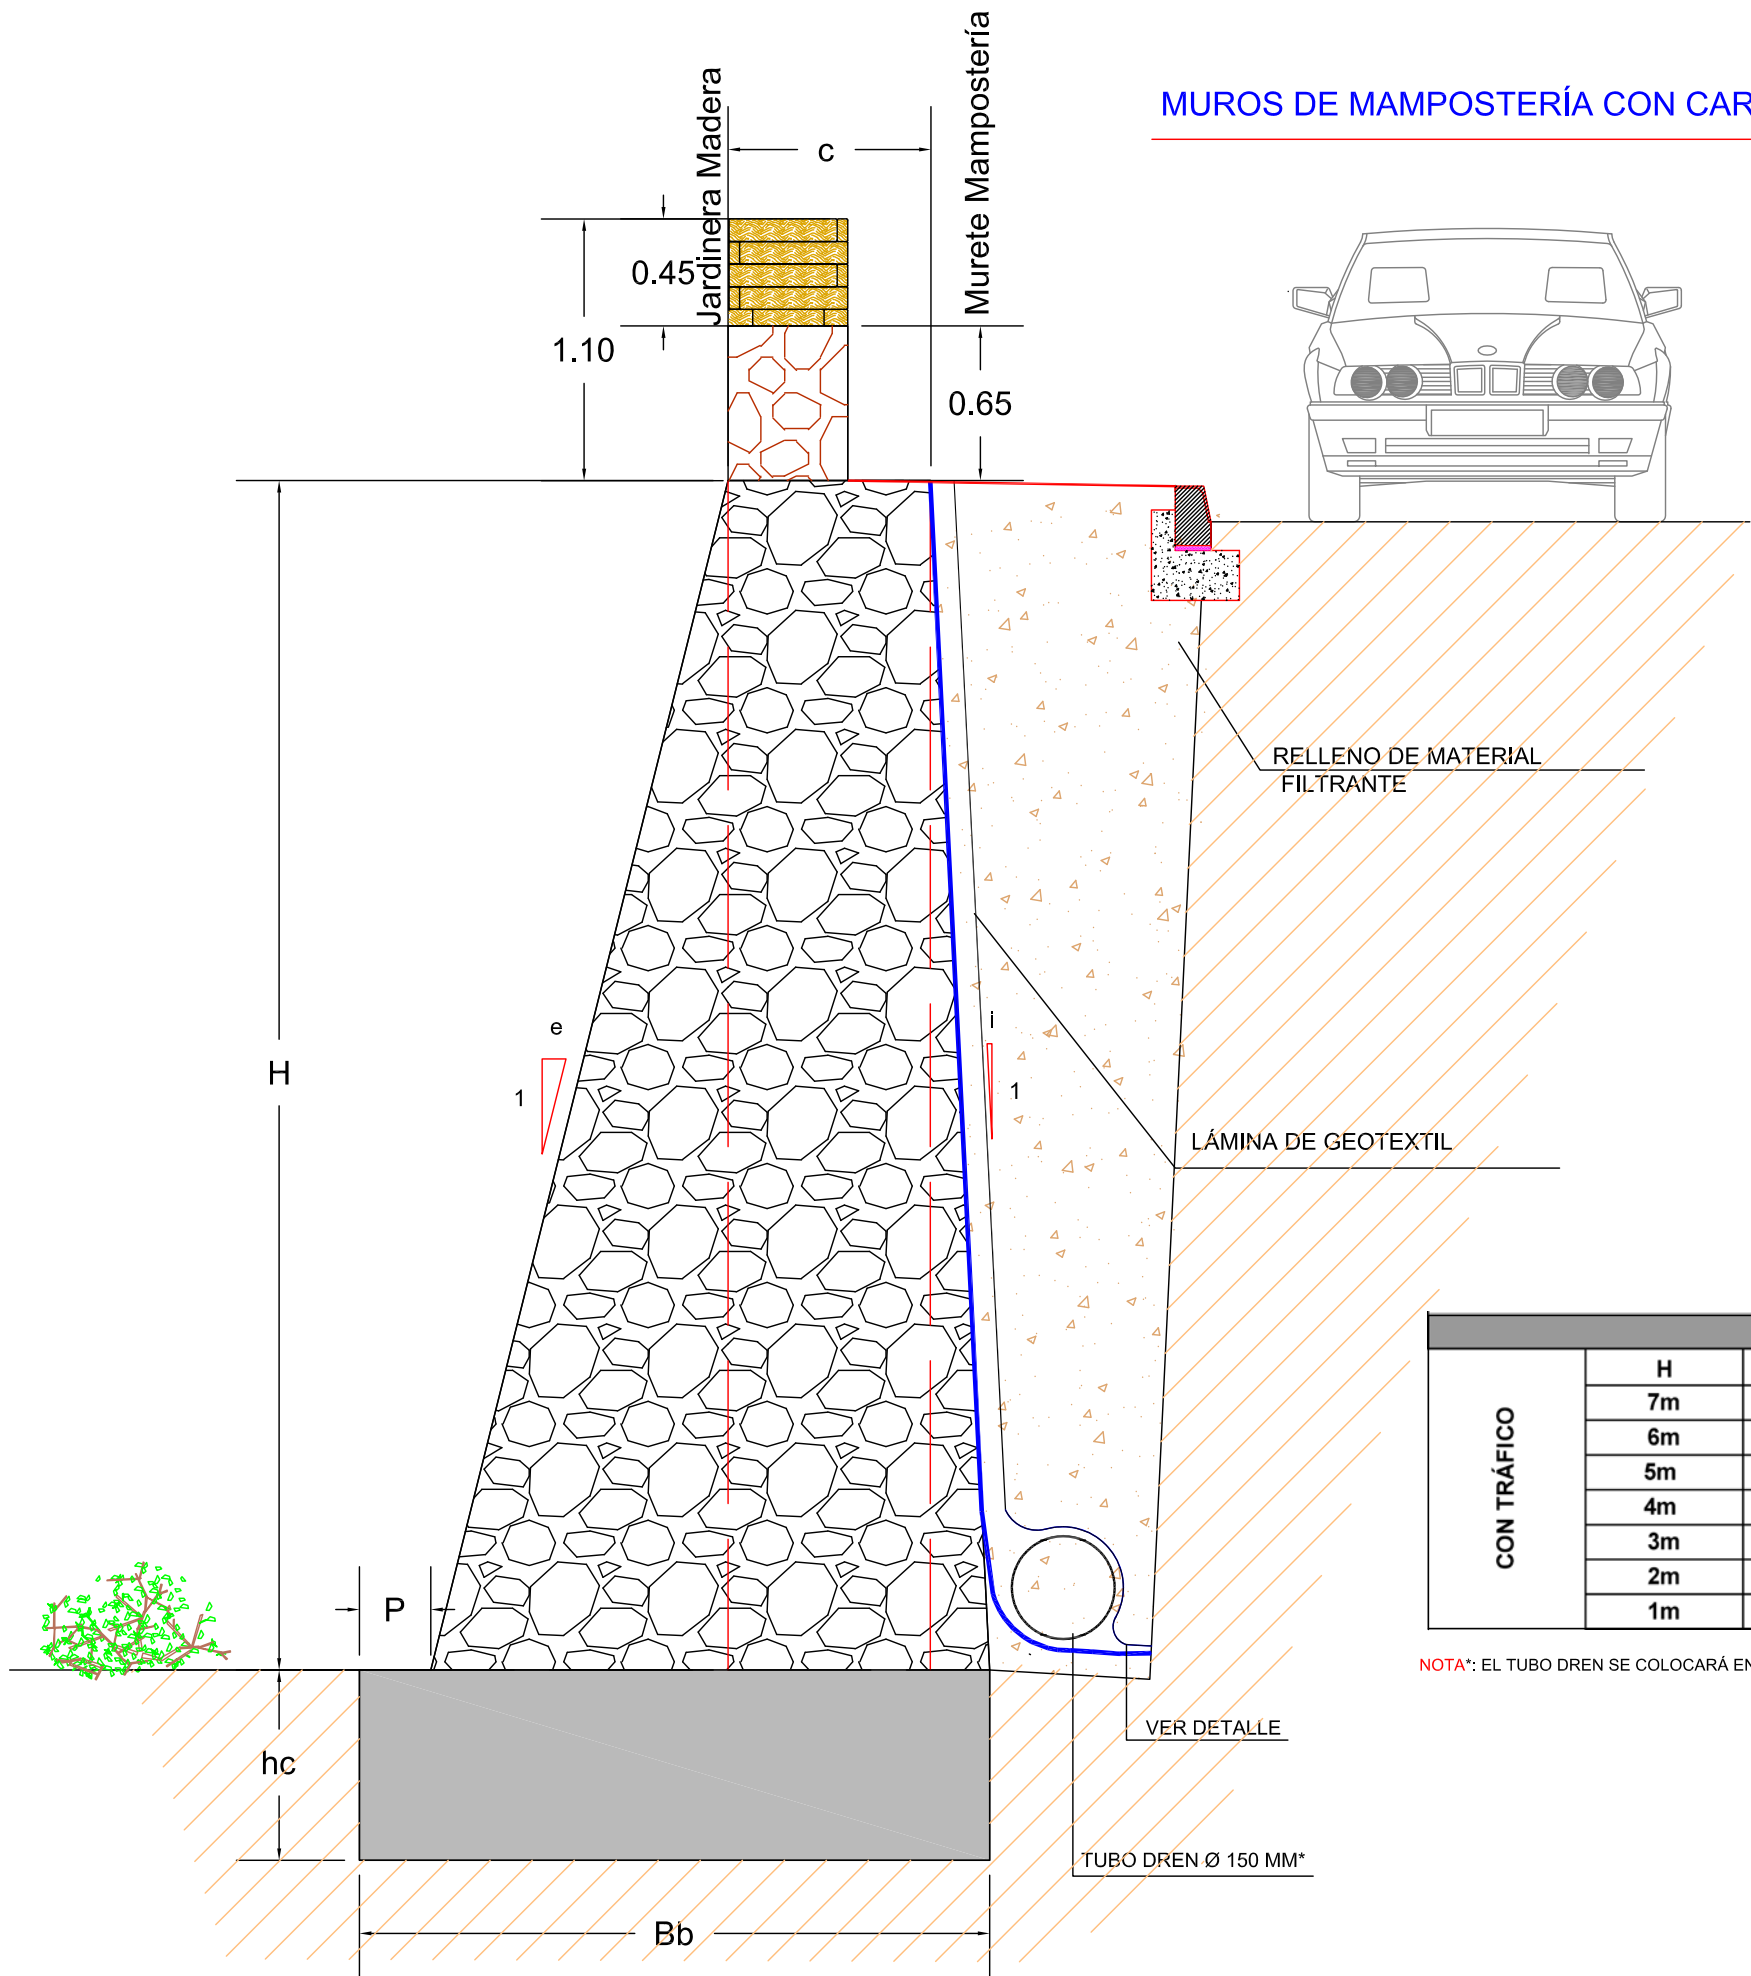 MUROS DE MAMPOSTERÍA CON CAR
Jardinera Madera
Murete Mampostería
c
0.45
1.10
0.65
RELLENO DE MATERIAL
FILTRANTE
e
1
i
1
H
LÁMINA DE GEOTEXTIL
CON TRÁFICO
H
7m
6m
5m
4m
3m
2m
1m
P
NOTA*: EL TUBO DREN SE COLOCARÁ EN
VER DETALLE
hc
TUBO DREN Ø 150 MM*
Bb